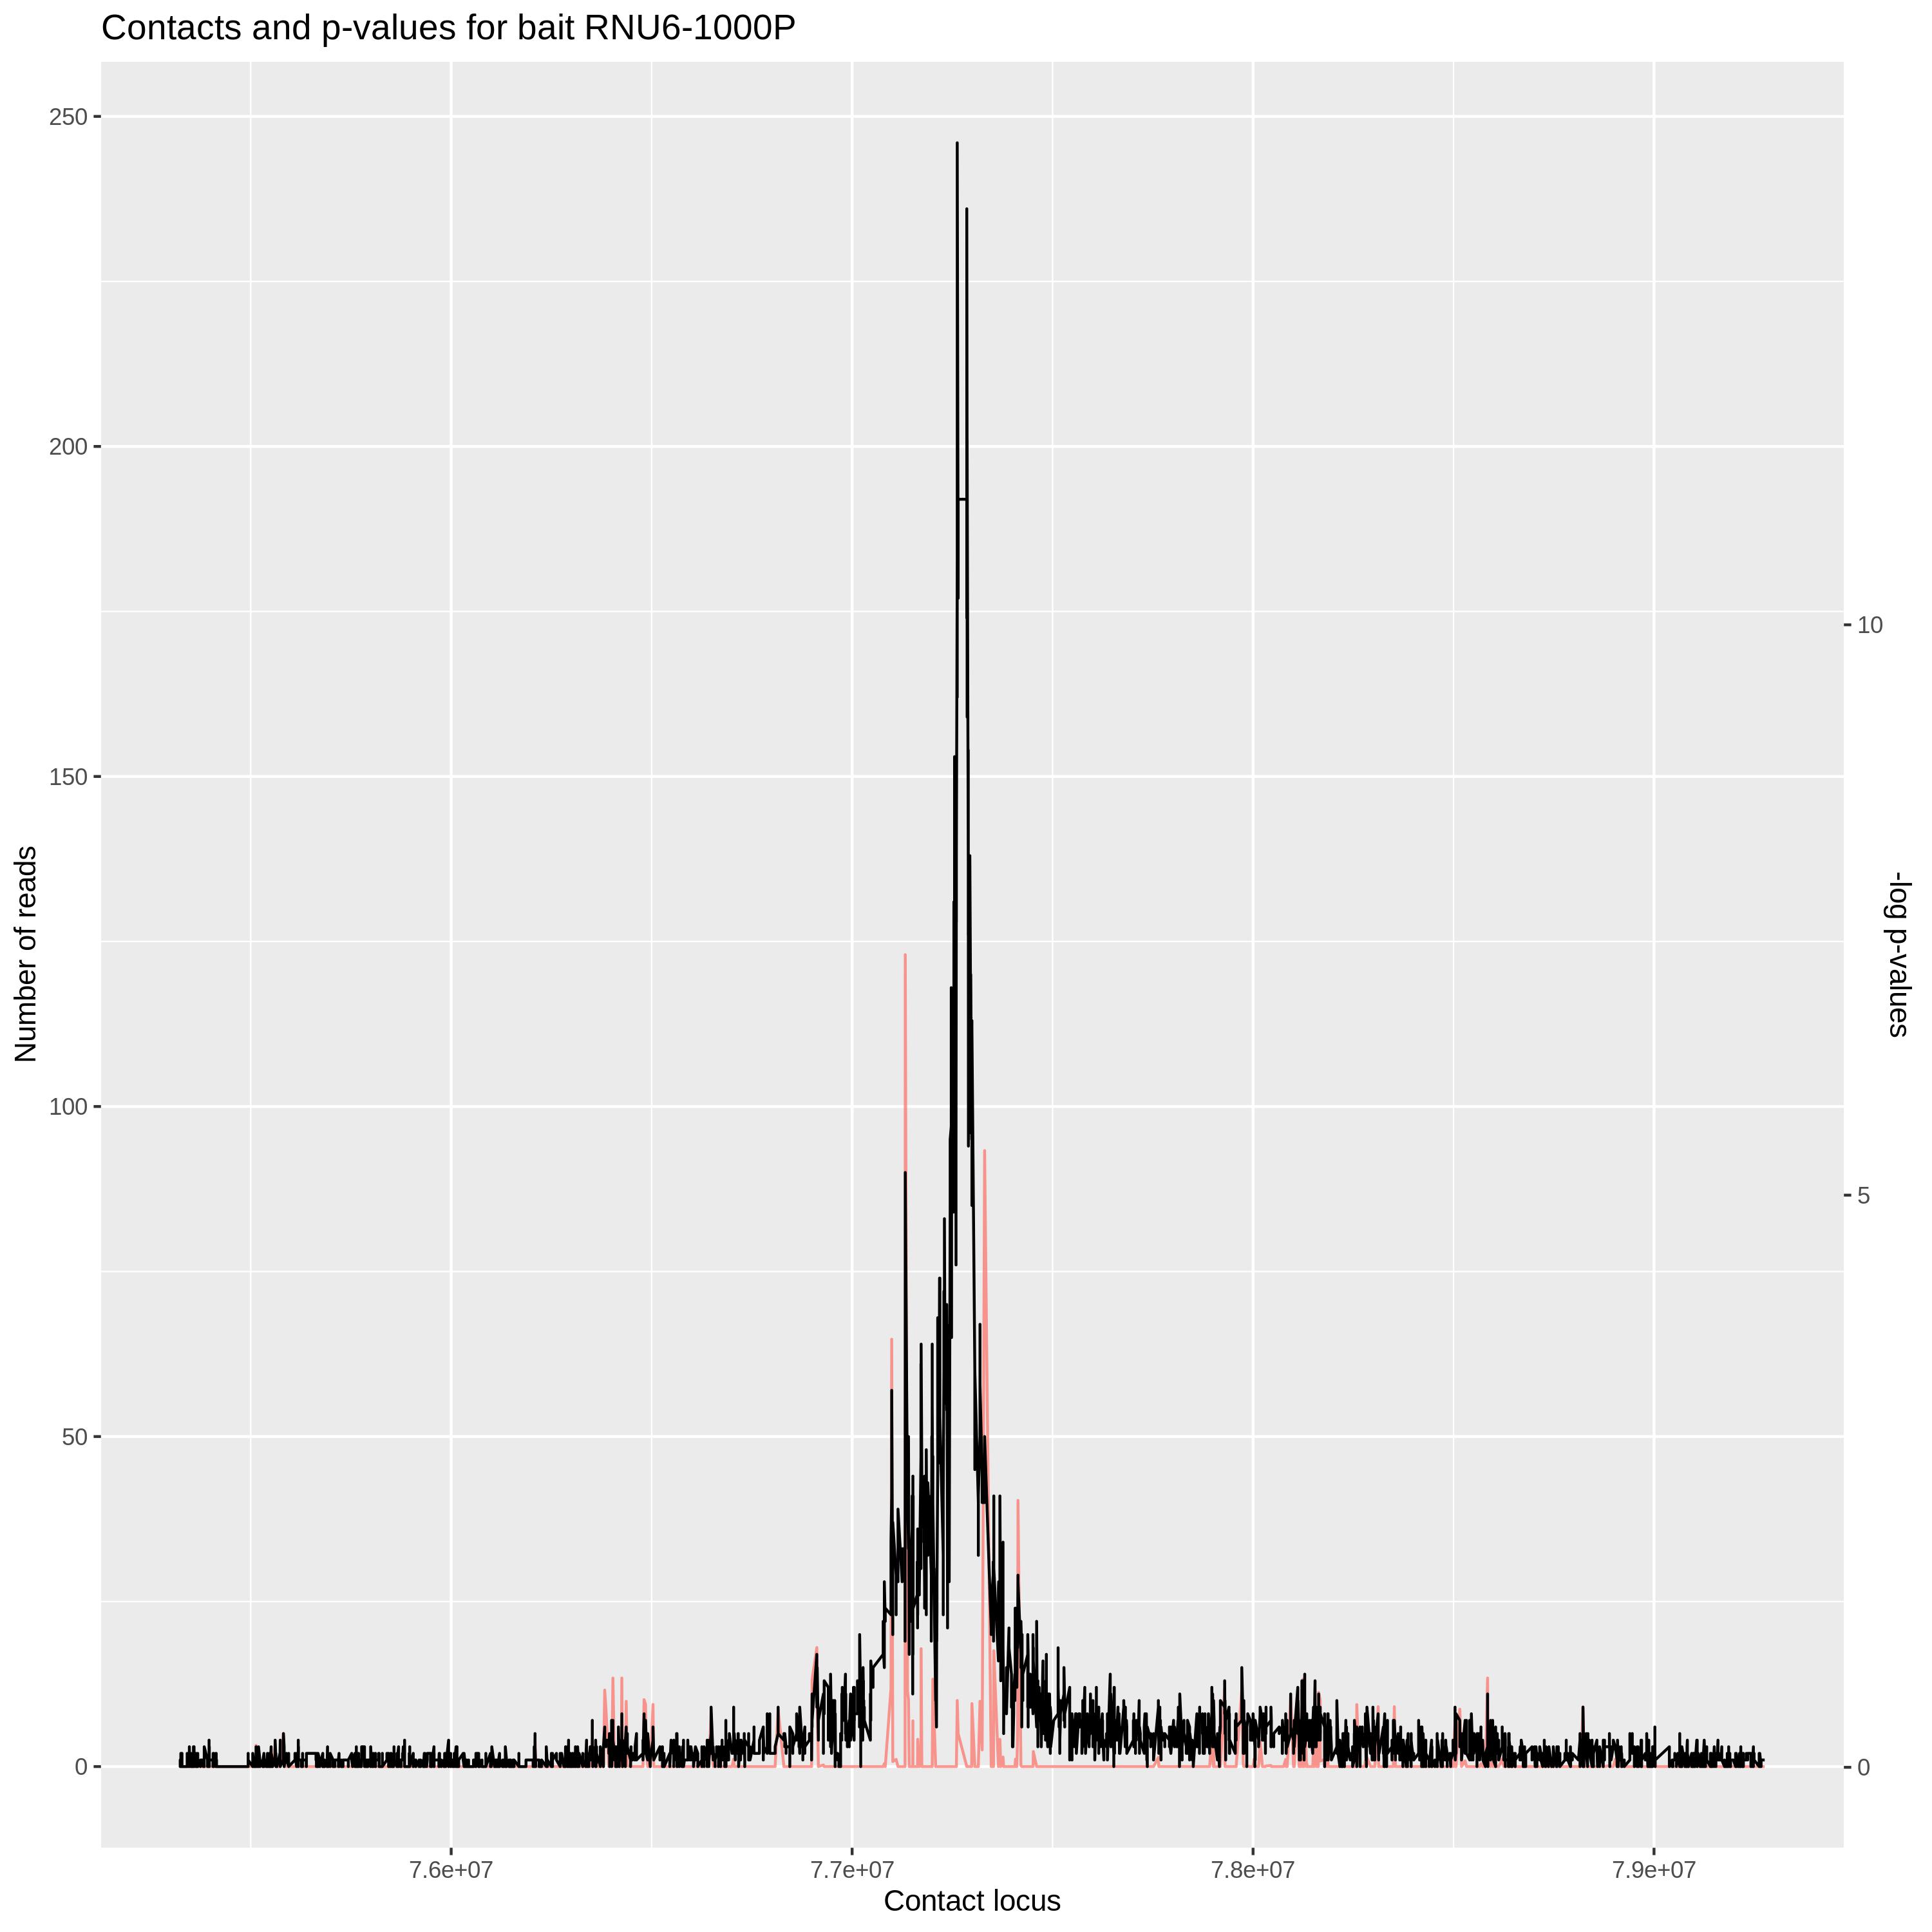 Contacts and p-values for bait RNU6-1000P
250
200
150
100
50
0
Number of reads
10
5
0
-log p-values
7.6e+07
7.7e+07
7.8e+07
7.9e+07
Contact locus